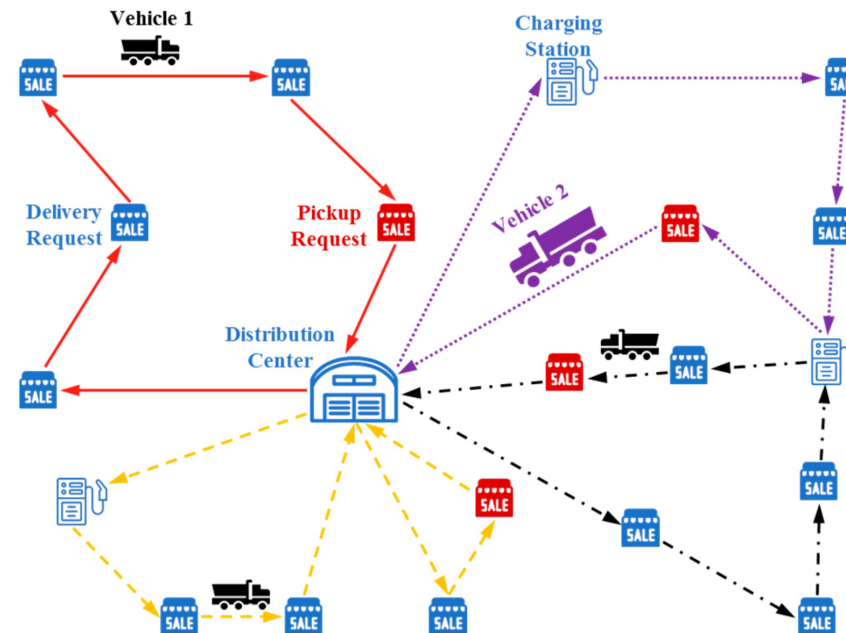 Vehicle 1
Charging
Station
SALE
SALE
SALE
Delivery
Request
SALE
Pickup
Request
SALE
Vehicle 2
SALE
SALE
Distribution
Center
SALE
SALE
SALE
SALE
SALE
SALE
SALE
SALE
SALE
SALE